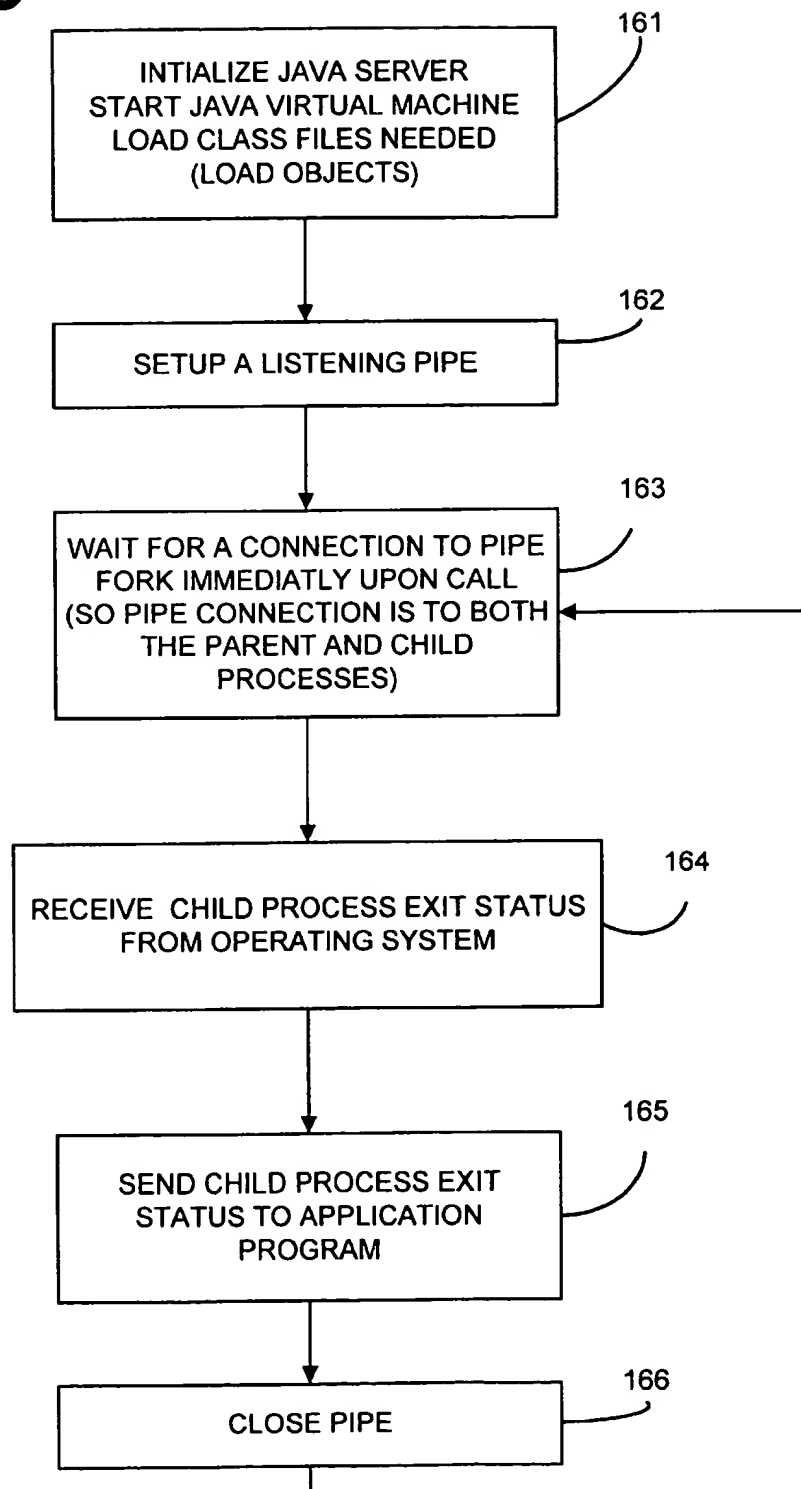 161
INTIALIZE JAVA SERVER
START JAVA VIRTUAL MACHINE
LOAD CLASS FILES NEEDED
(LOAD OBJECTS)
162
SETUP A LISTENING PIPE
163
WAIT FOR A CONNECTION TO PIPE
FORK IMMEDIATLY UPON CALL
(SO PIPE CONNECTION IS TO BOTH
THE PARENT AND CHILD
PROCESSES)
164
RECEIVE CHILD PROCESS EXIT STATUS
FROM OPERATING SYSTEM
165
SEND CHILD PROCESS EXIT
STATUS TO APPLICATION
PROGRAM
166
CLOSE PIPE